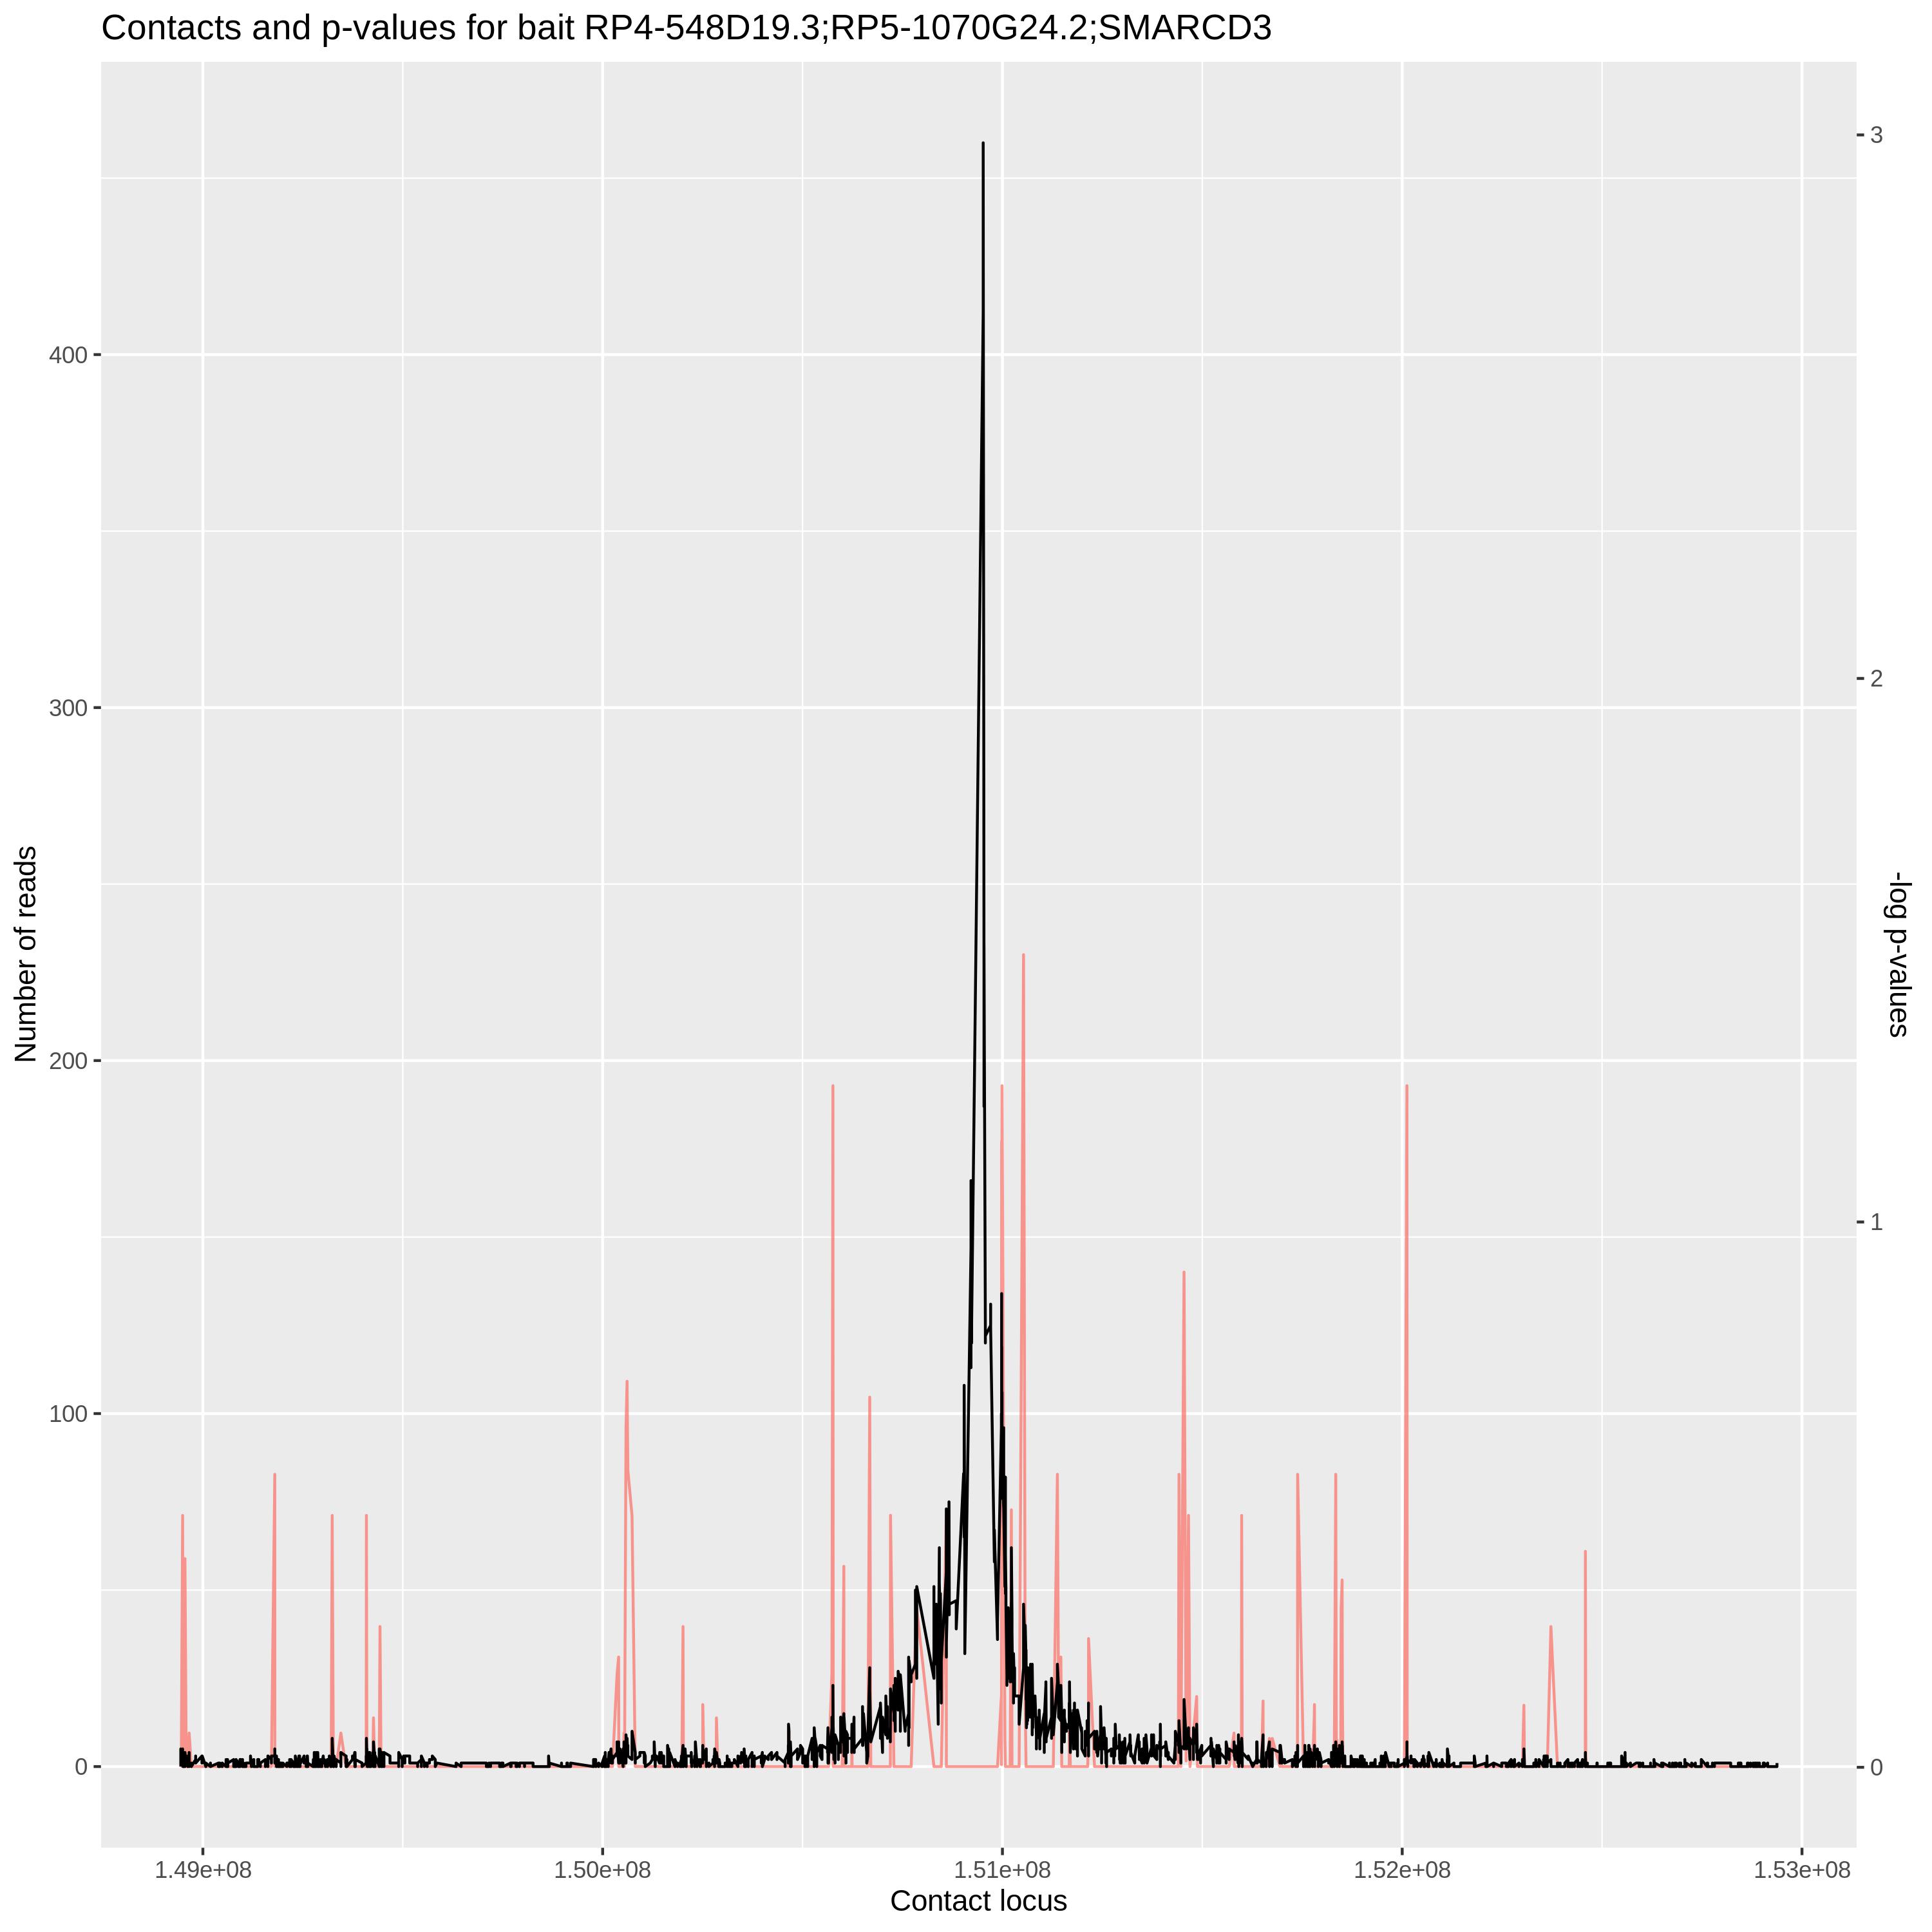 Contacts and p-values for bait RP4-548D19.3;RP5-1070G24.2;SMARCD3
Number of reads
400
300
200
100
0
3
2
1
0
-log p-values
1.49e+08 1.50e+08 1.51e+08 1.52e+08 1.53e+08
Contact locus